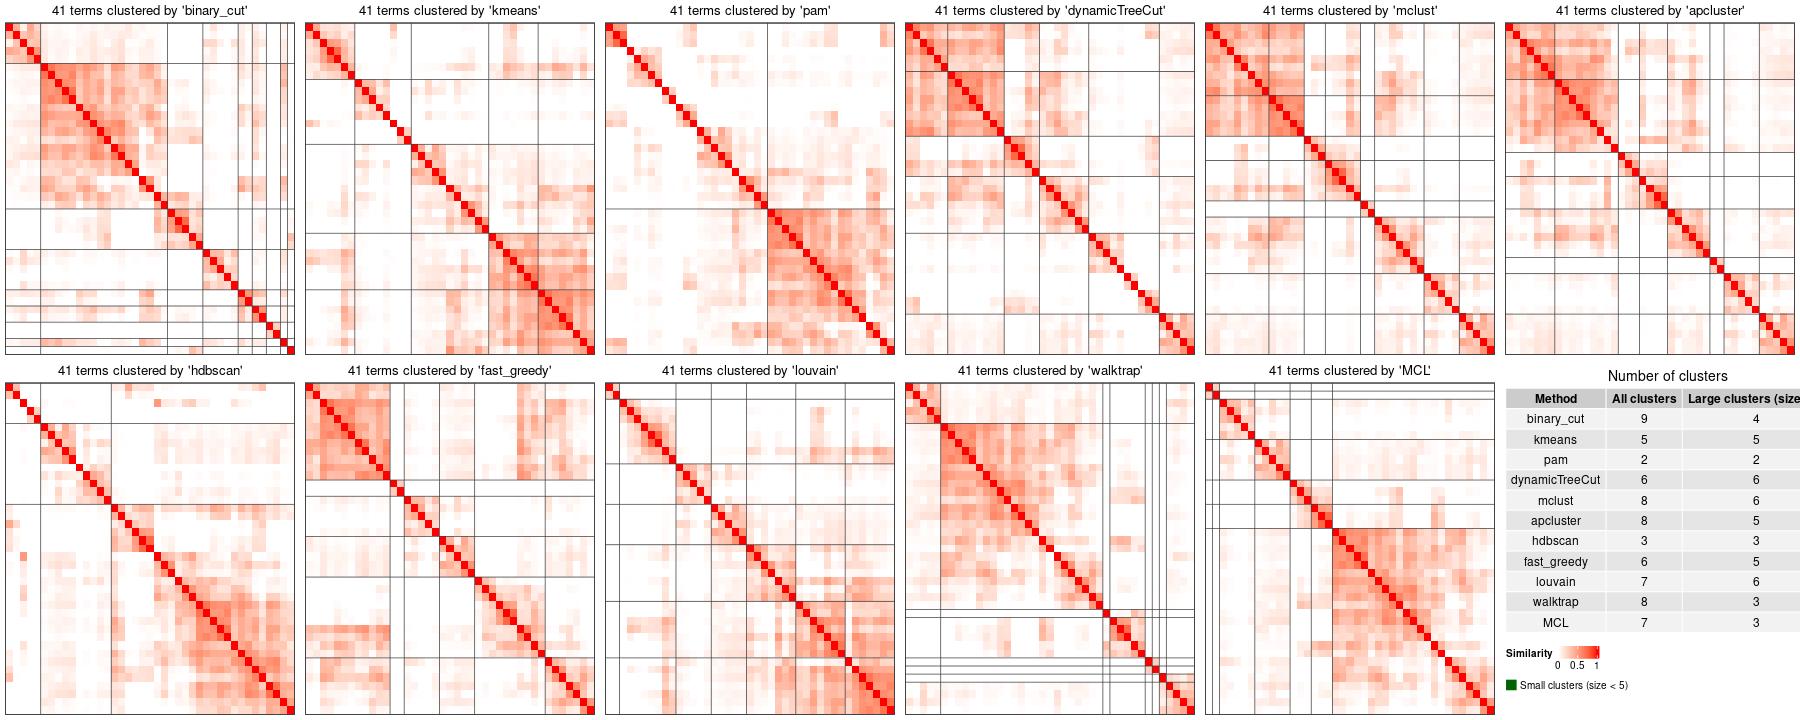 41 terms clustered by 'binary_cut'
41 terms clustered by 'kmeans'
41 terms clustered by 'pam'
41 terms clustered by 'dynamicTreeCut'
41 terms clustered by 'mclust'
41 terms clustered by 'apcluster'
41 terms clustered by 'hdbscan'
41 terms clustered by 'fast_greedy'
41 terms clustered by 'louvain'
41 terms clustered by 'walktrap'
41 terms clustered by 'MCL'
Number of clusters
Method All clusters Large clusters (size
binary_cut 9 4
kmeans 5 5
pam 2 2
dynamicTreeCut 6 6
mclust 8 6
apcluster 8 5
hdbscan 3 3
fast_greedy 6 5
louvain 7 6
walktrap 8 3
MCL 7 3
Similarity
0 0.5 1
Small clusters (size < 5)